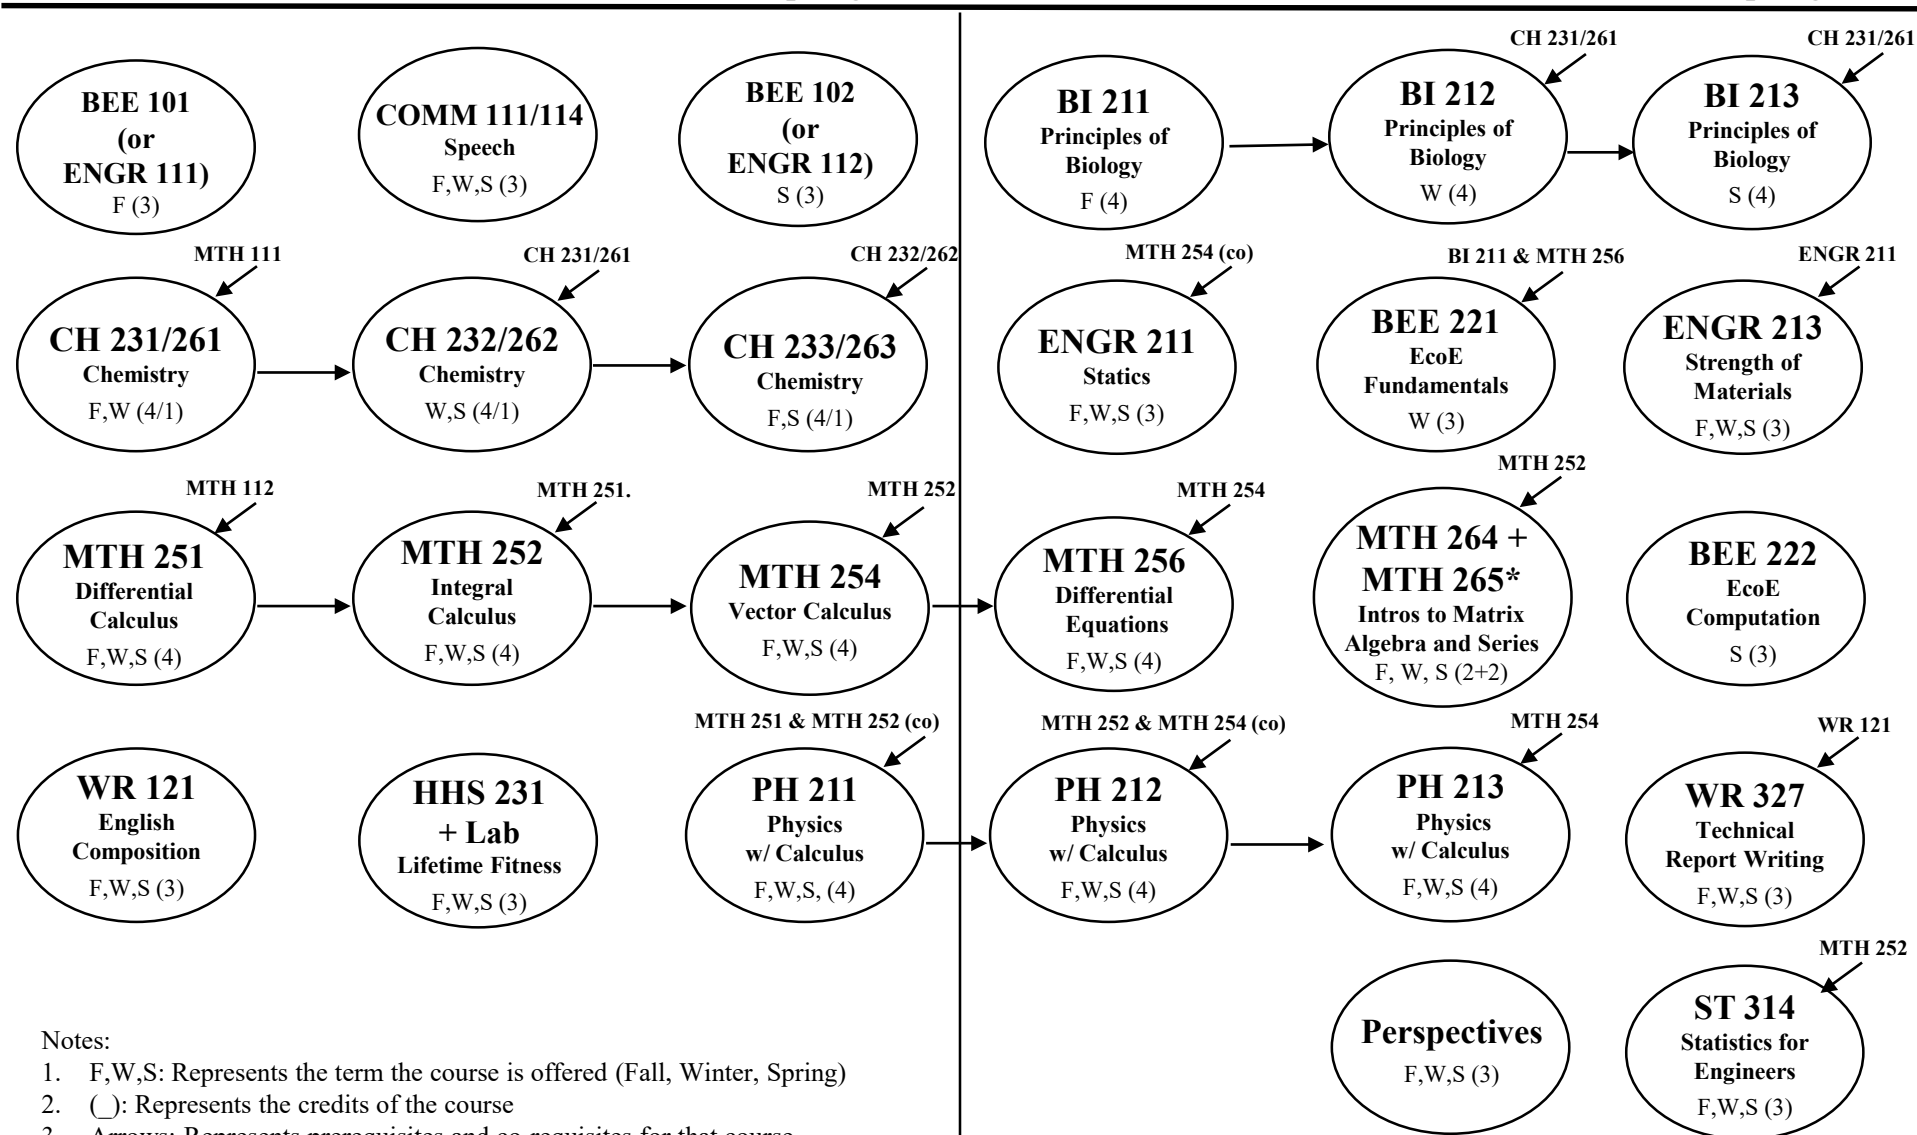 BEE 101
(or
ENGR 111)
F (3)
COMM 111/114
Speech
F,W,S (3)
BEE 102
(or
ENGR 112)
S (3)
MTH 111
CH 231/261
Chemistry
F,W (4/1)
CH 231/261
CH 232/262
Chemistry
W,S (4/1)
CH 232/262
CH 233/263
Chemistry
F,S (4/1)
MTH 112
MTH 251
Differential
Calculus
F,W,S (4)
MTH 251.
MTH 252
Integral
Calculus
F,W,S (4)
MTH 252
MTH 254
Vector Calculus
F,W,S (4)
WR 121
English
Composition
F,W,S (3)
HHS 231
+ Lab
Lifetime Fitness
F,W,S (3)
MTH 251 & MTH 252 (co)
PH 211
Physics
w/ Calculus
F,W,S, (4)
Notes:
1. F,W,S: Represents the term the course is offered (Fall, Winter, Spring)
2. (_): Represents the credits of the course
3. Arrows: Represents prerequisites and co-requisites for that course
BI 211
Principles of
Biology
F (4)
CH 231/261
BI 212
Principles of
Biology
W (4)
CH 231/261
BI 213
Principles of
Biology
S (4)
MTH 254 (co)
ENGR 211
Statics
F,W,S (3)
BI 211 & MTH 256
BEE 221
EcoE
Fundamentals
W (3)
ENGR 211
ENGR 213
Strength of
Materials
F,W,S (3)
MTH 254
MTH 256
Differential
Equations
F,W,S (4)
MTH 252
MTH 264 +
MTH 265*
Intros to Matrix
Algebra and Series
F, W, S (2+2)
BEE 222
EcoE
Computation
S (3)
MTH 252 & MTH 254 (co)
PH 212
Physics
w/ Calculus
F,W,S (4)
MTH 254
PH 213
Physics
w/ Calculus
F,W,S (4)
WR 121
WR 327
Technical
Report Writing
F,W,S (3)
Perspectives
F,W,S (3)
MTH 252
ST 314
Statistics for
Engineers
F,W,S (3)